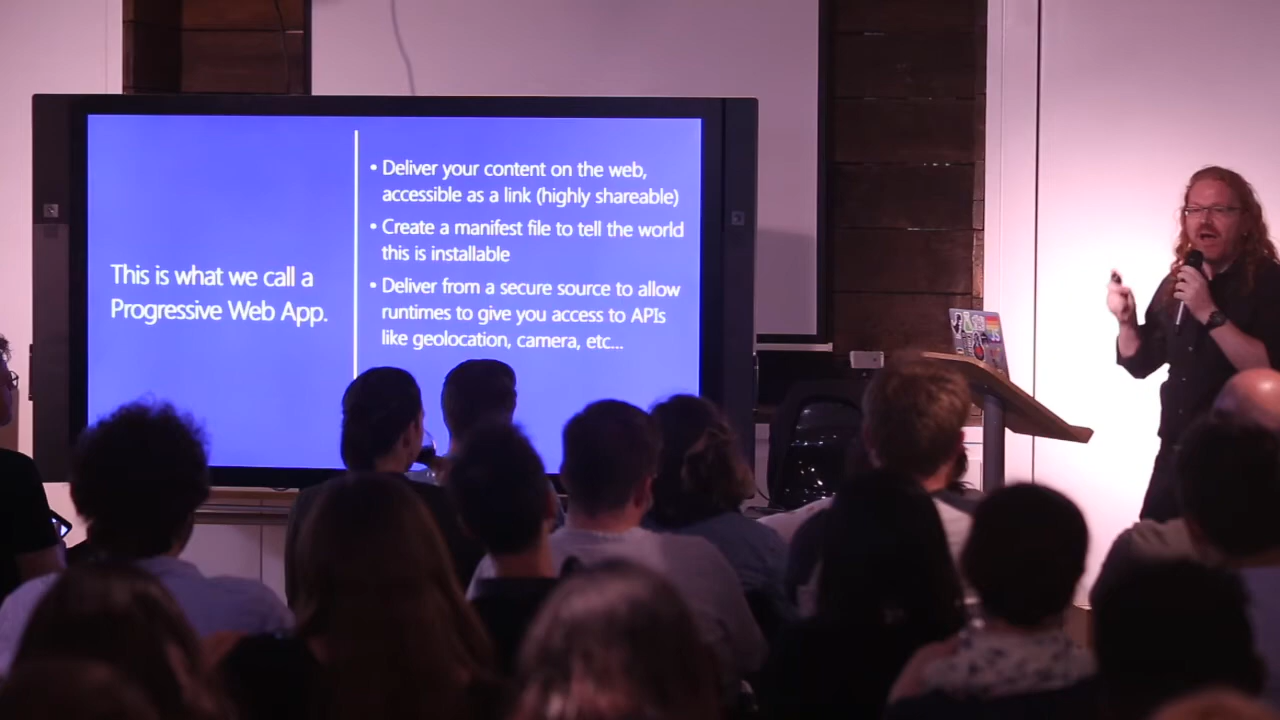 This is what we call a
Progressive Web App.
• Deliver your content on the web,
accessible as a link (highly shareable)
• Create a manifest file to tell the world
this is installable
• Deliver from a secure source to allow
runtimes to give you access to APIs
like geolocation, camera, etc...